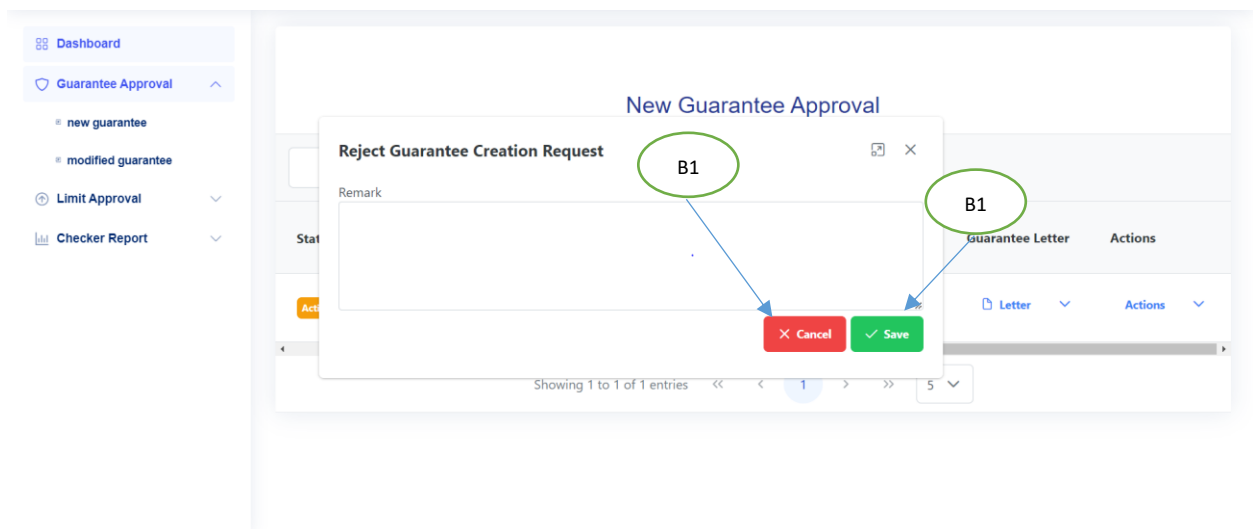 Dashboard
Guarantee Approval
new guarantee
modified guarantee
Limit Approval
Checker Report
New Guarantee Approval
Reject Guarantee Creation Request
B1
Remark
B1
Stat
Guarantee Letter Actions
Acti
Letter Actions
Cancel Save
Showing 1 to 1 of 1 entries << < 1 > >> 5